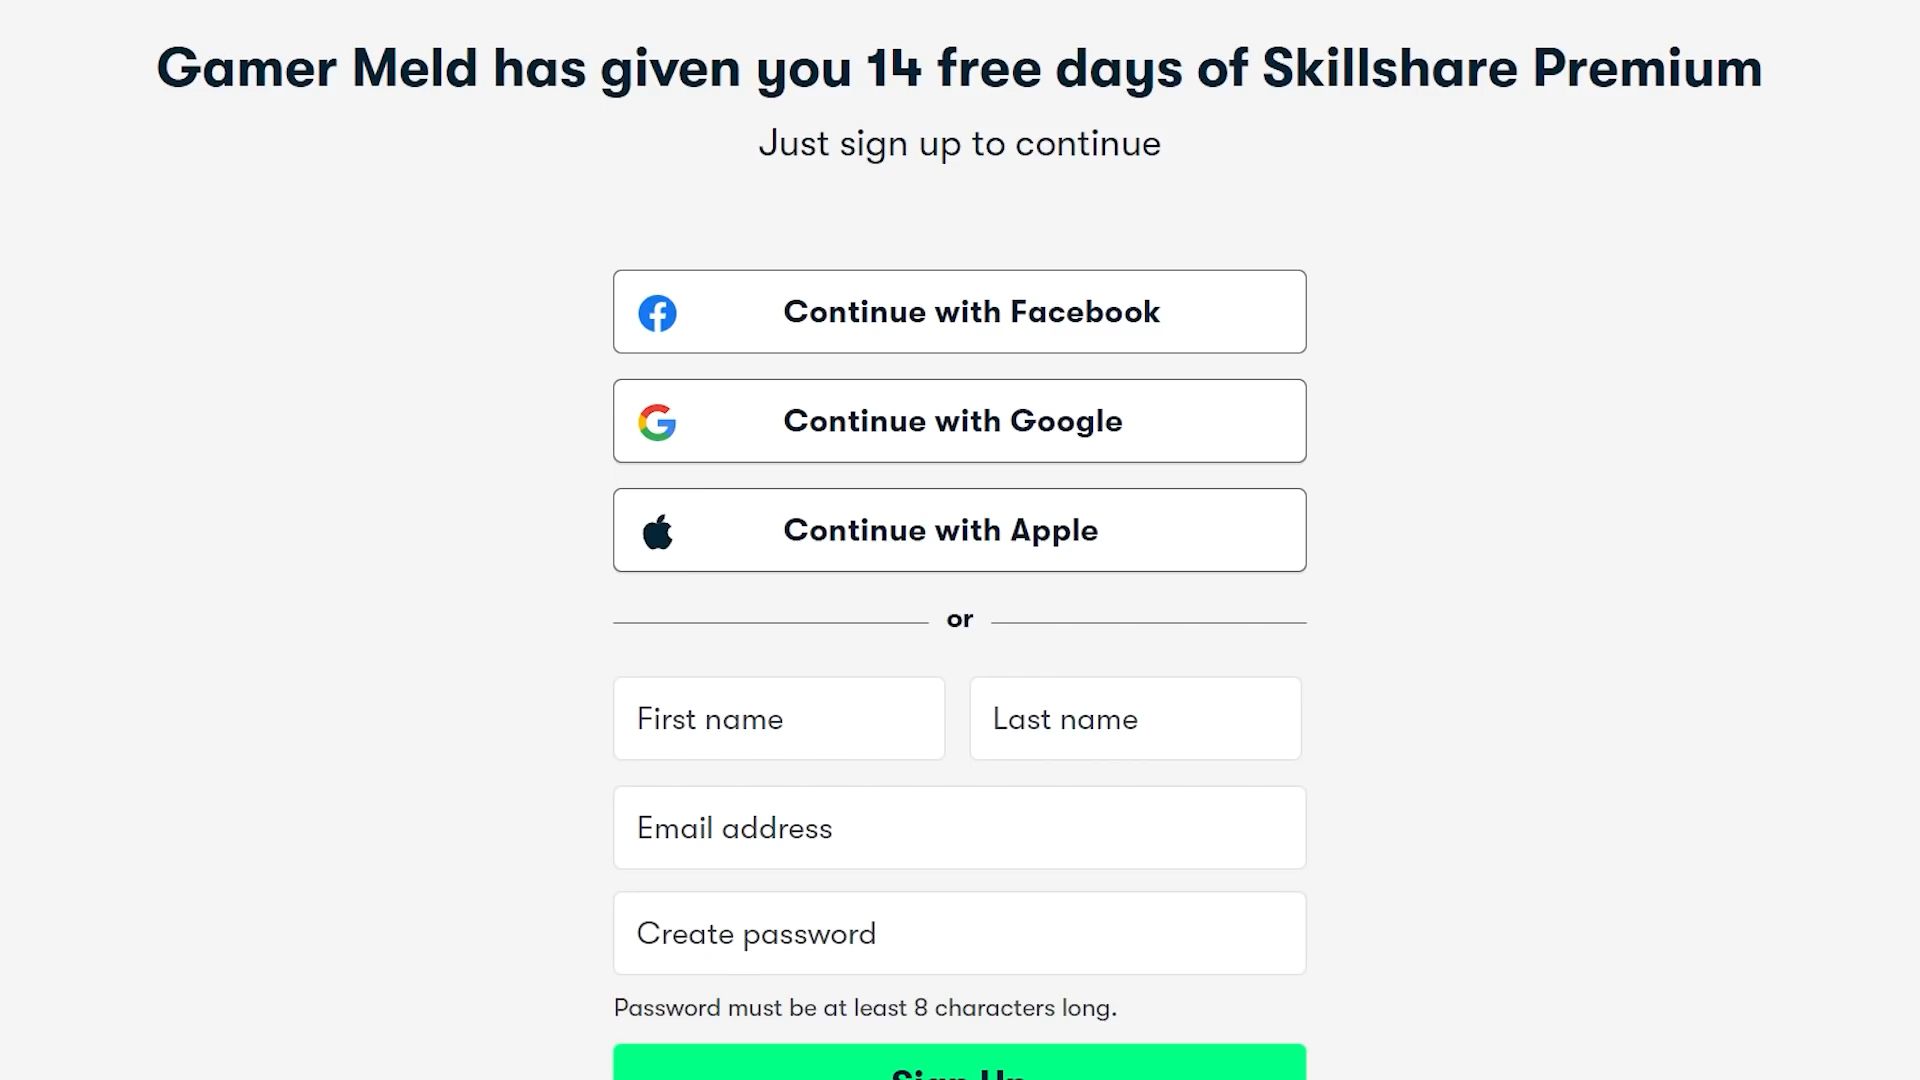 Gamer Meld has given you 14 free days of Skillshare Premium
Just sign up to continue
Continue with Facebook
Continue with Google
Continue with Apple
or
First name
Last name
Email address
Create password
Password must be at least 8 characters long.
Sign Up